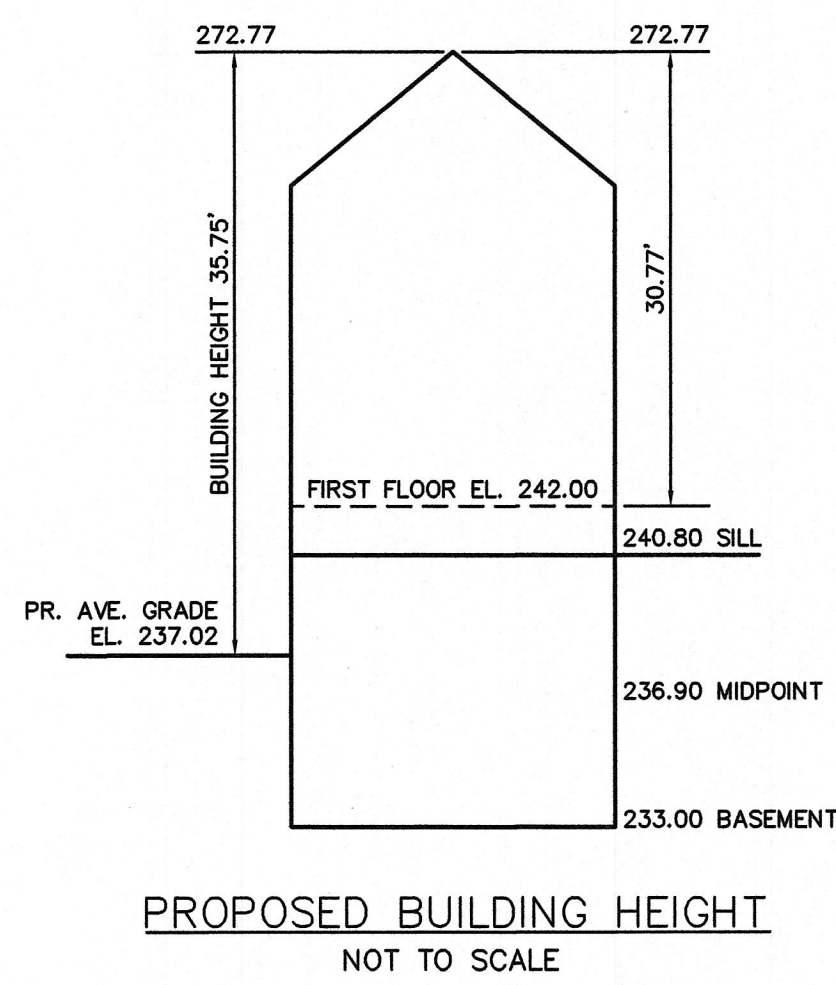 272.77
272.77
BUILDING HEIGHT 35.75'
30.77'
FIRST FLOOR EL. 242.00
240.80 SILL
PR. AVE. GRADE
EL. 237.02
236.90 MIDPOINT
233.00 BASEMENT
PROPOSED BUILDING HEIGHT
NOT TO SCALE